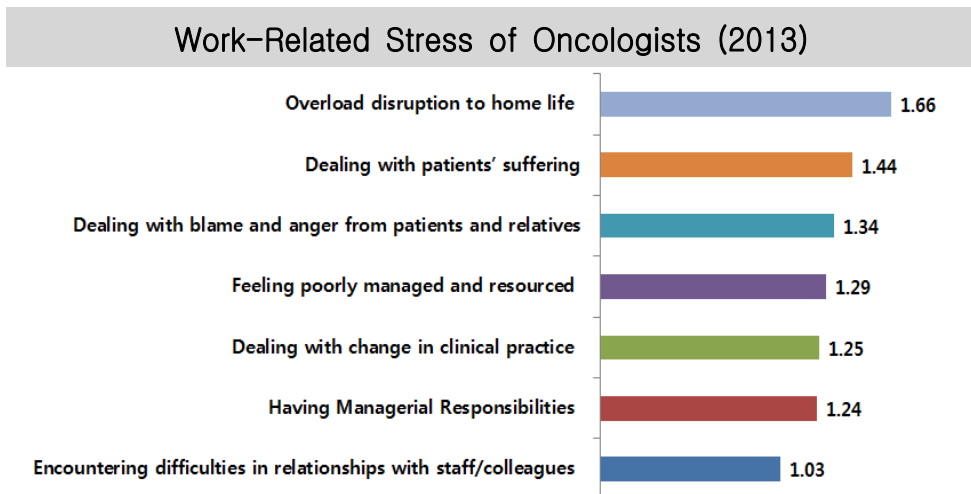 Work-Related Stress of Oncologists (2013)
Overload disruption to home life 1.66
Dealing with patients’ suffering 1.44
Dealing with blame and anger from patients and relatives 1.34
Feeling poorly managed and resourced 1.29
Dealing with change in clinical practice 1.25
Having Managerial Responsibilities 1.24
Encountering difficulties in relationships with staff/colleagues 1.03